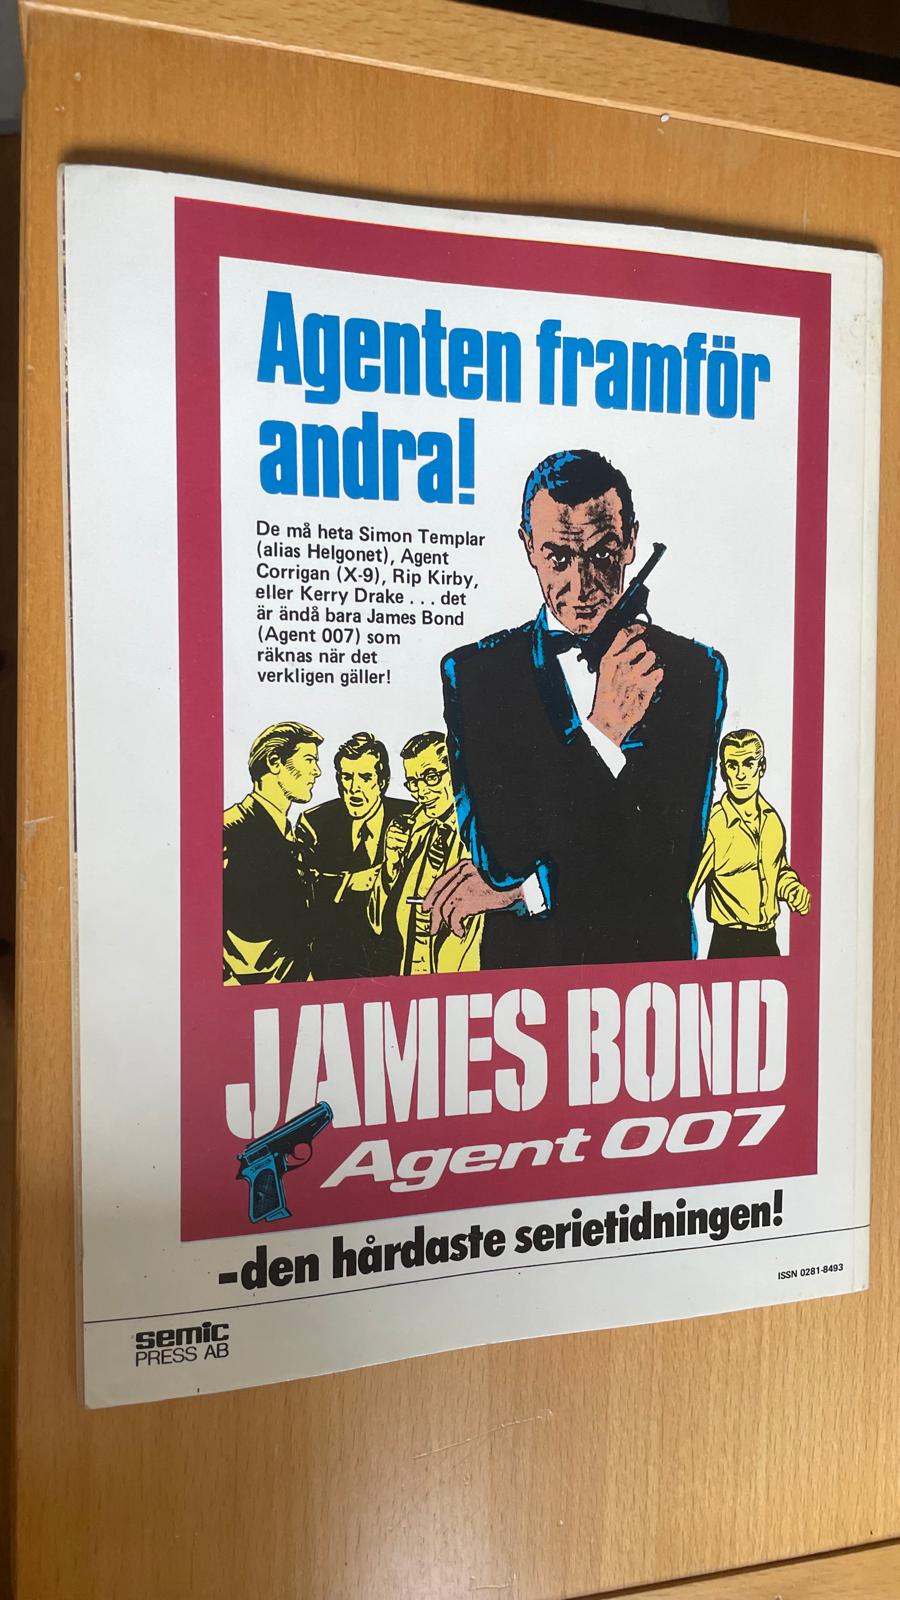 Agenten framför
andra!
De må heta Simon Templar
(alias Helgonet), Agent
Corrigan (X-9), Rip Kirby,
eller Kerry Drake . . . det
är ändå bara James Bond
(Agent 007) som
räknas när det
verkligen gäller!
JAMES BOND
Agent 007
-den hårdaste serietidningen!
ISSN 0281-8493
semic
PRESS AB